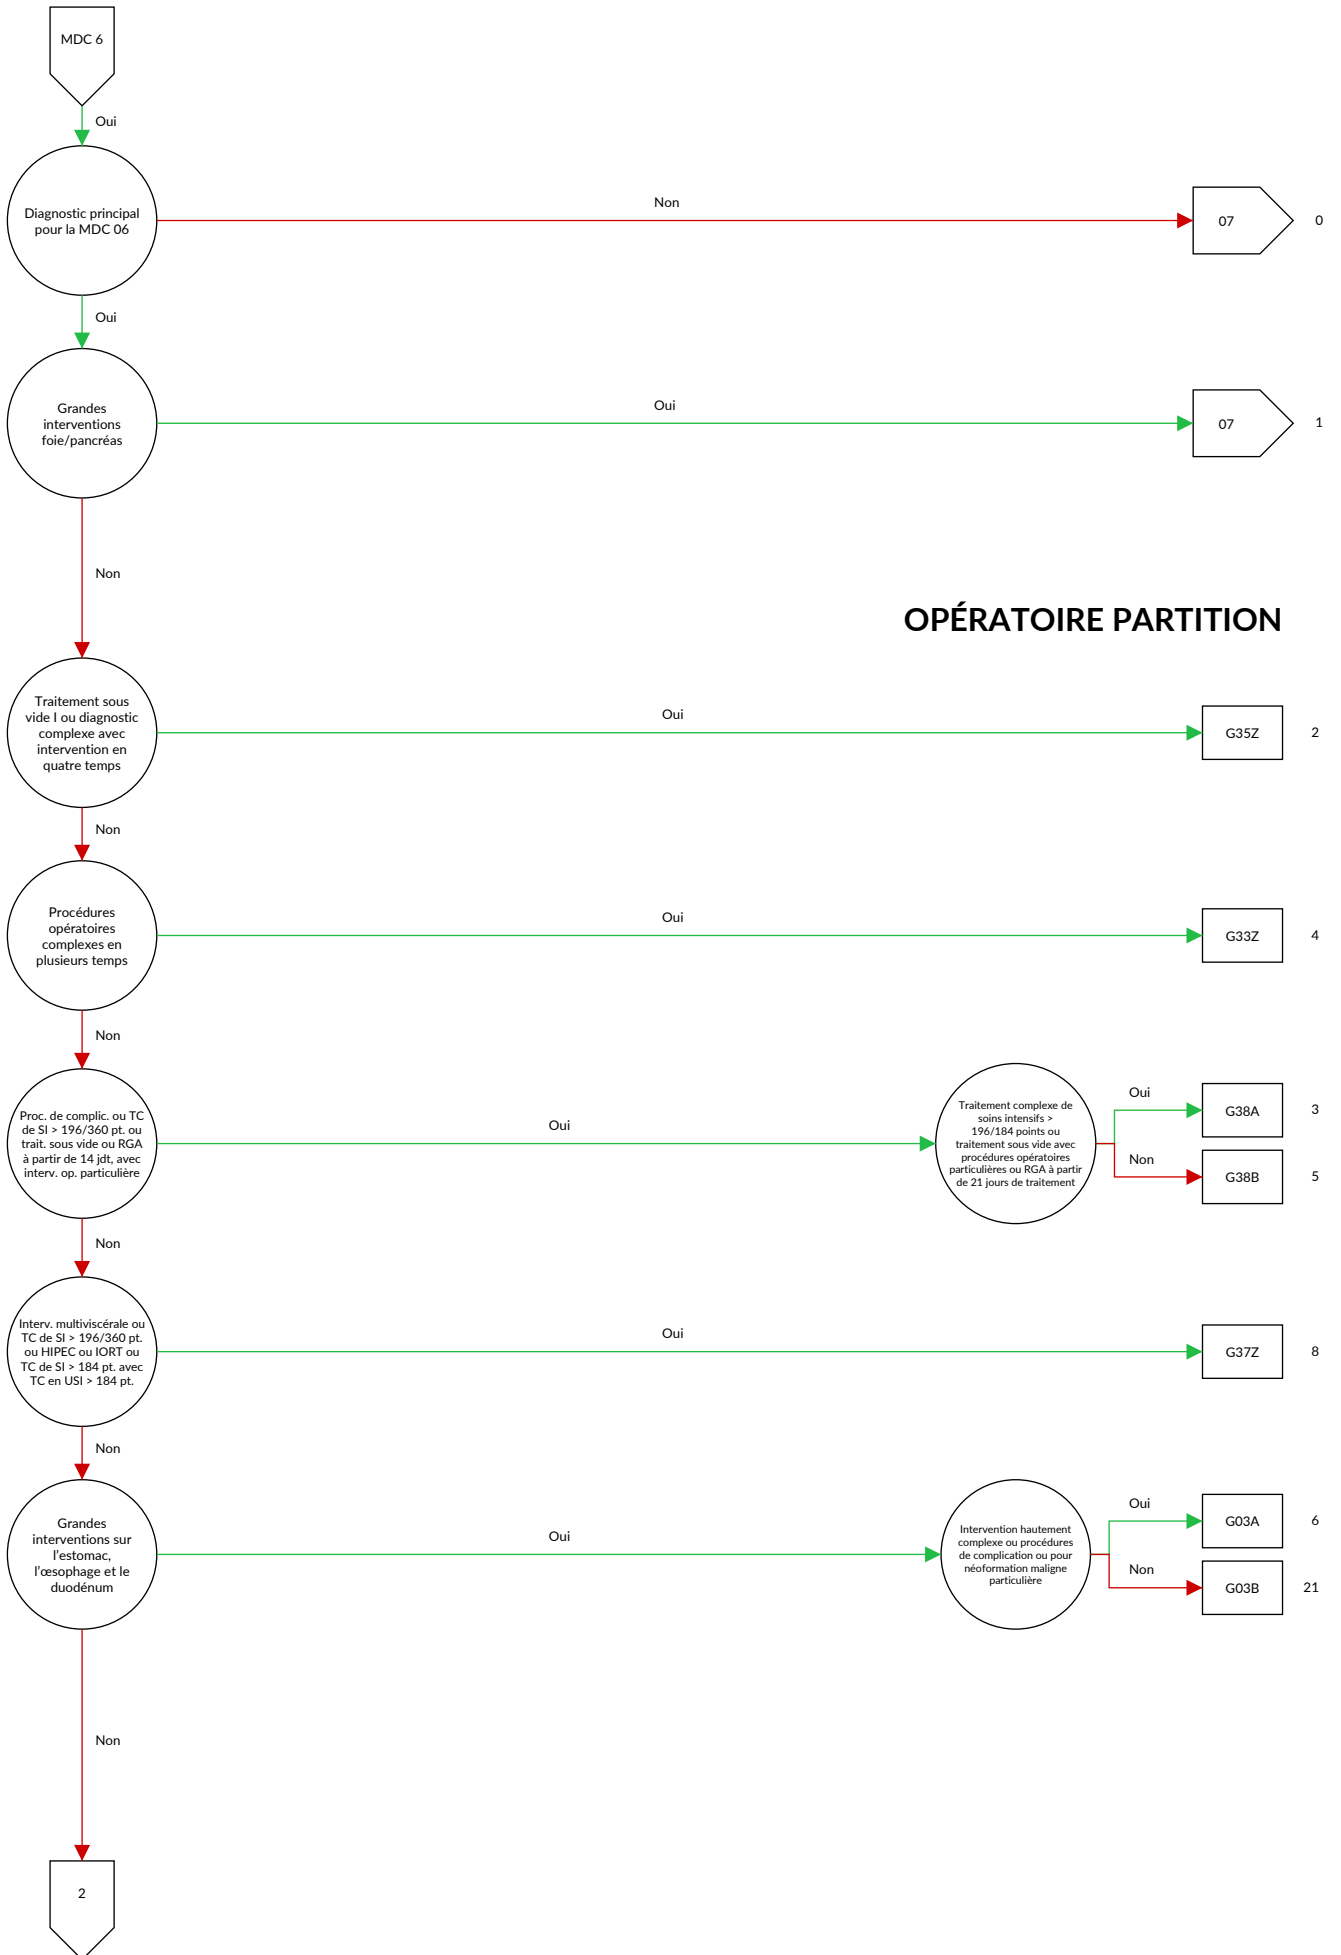 MDC 6
Oui
Diagnostic principal
pour la MDC 06
Non
07
0
Oui
Grandes
interventions
foie/pancréas
Oui
07
1
Non
OPÉRATOIRE PARTITION
Traitement sous
vide I ou diagnostic
complexe avec
intervention en
quatre temps
Oui
G35Z
2
Non
Procédures
opératoires
complexes en
plusieurs temps
Oui
G33Z
4
Non
Proc. de complic. ou TC
de SI > 196/360 pt. ou
trait. sous vide ou RGA
à partir de 14 jdt, avec
interv. op. particulière
Oui
Traitement complexe de
soins intensifs >
196/184 points ou
traitement sous vide avec
procédures opératoires
particulières ou RGA à partir
de 21 jours de traitement
Oui
G38A
3
Non
G38B
5
Non
Interv. multiviscérale ou
TC de SI > 196/360 pt.
ou HIPEC ou IORT ou
TC de SI > 184 pt. avec
TC en USI > 184 pt.
Oui
G37Z
8
Non
Grandes
interventions sur
l'estomac,
l'œsophage et le
duodénum
Oui
Intervention hautement
complexe ou procédures
de complication ou pour
néoformation maligne
particulière
Oui
G03A
6
Non
G03B
21
Non
2